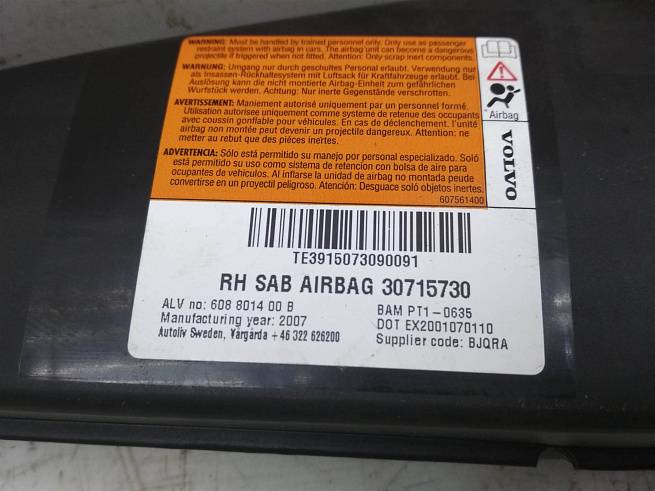 WARNING: Must be handled by trained personnel only. Only use as passenger
restraint system with airbag in cars. The airbag unit can become a dangerous
projectile if triggered when not fitted. Attention: Only scrap inert components.
WARNUNG: Umgang nur durch geschultes Personal erlaubt. Verwendung nur
als Insassen-Rückhaltesystem mit Luftsack für Kraftfahrzeuge erlaubt. Bei
Auslösung kann die nicht montierte Airbag-Einheit zum gefährlichen
Wurfstück werden. Achtung: Nur inerte Gegenstände verschrotten.
AVERTISSEMENT: Maniement autorisé uniquement par un personnel formé.
Utilisation autorisée uniquement comme système de retenue des occupants
avec coussin gonflable pour véhicules. En cas de déclenchement, l'unité
airbag non montée peut devenir un projectile dangereux. Attention: ne
metter au rebut que des pièces inertes.
ADVERTENCIA: Sólo está permitido su manejo por personal especializado. Soló
está permitido su uso como sistema de retencion con bolsa de aire para
ocupantes de vehículos. Al inflarse la unidad de airbag no montada peude
convertirse en un proyectil peligroso. Atención: Desguace soló objetos inertes.
607561400
Airbag
VOLVO
TE3915073090091
RH SAB AIRBAG 30715730
ALV no: 608 8014 00 B
BAM PT1-0635
Manufacturing year: 2007
DOT EX2001070110
Autoliv Sweden, Vårgårda +46 322 626200
Supplier code: BJQRA